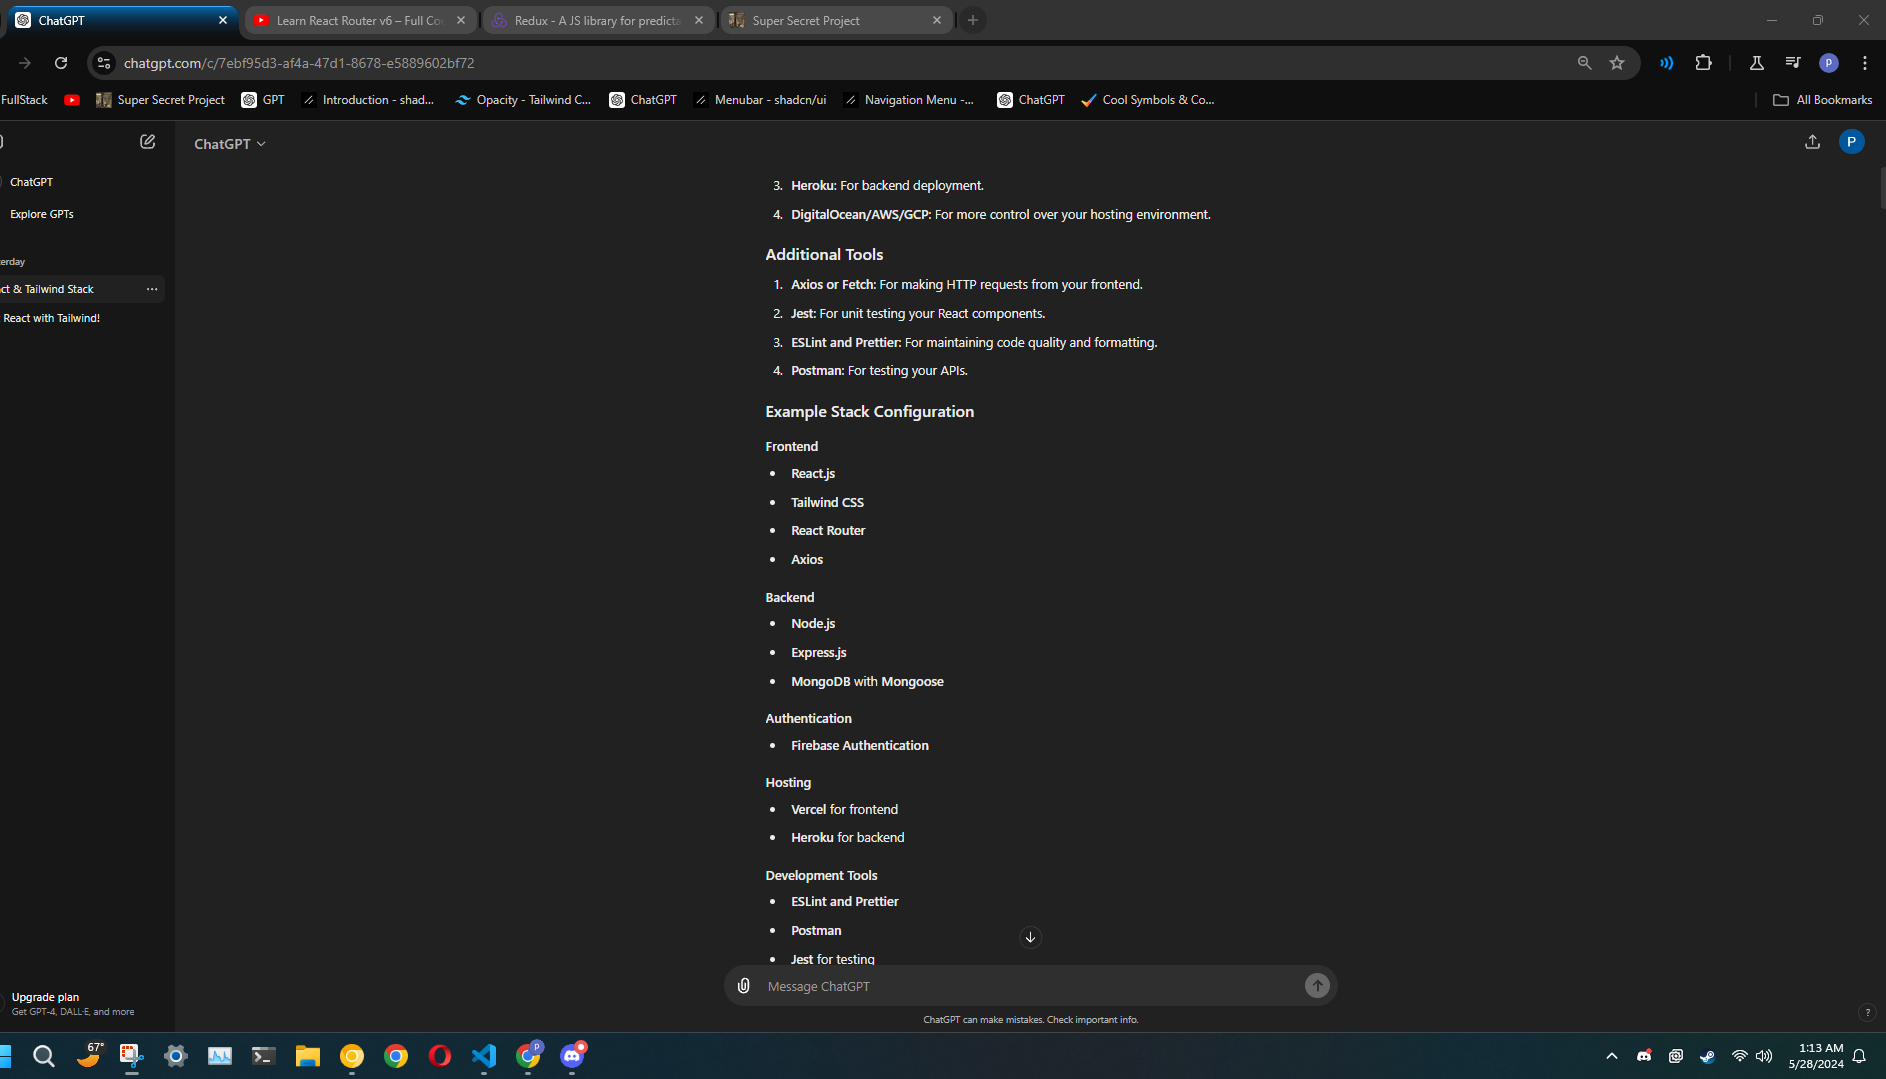 ChatGPT
Learn React Router v6 – Full Co
Redux - A JS library for predicta
Super Secret Project
chatgpt.com/c/7ebf95d3-af4a-47d1-8678-e5889602bf72
P
FullStack
Super Secret Project
GPT
Introduction - shad...
Opacity - Tailwind C...
ChatGPT
Menubar - shadcn/ui
Navigation Menu -...
ChatGPT
Cool Symbols & Co...
All Bookmarks
ChatGPT
P
ChatGPT
Explore GPTs
erday
ct & Tailwind Stack
React with Tailwind!
3. Heroku: For backend deployment.
4. DigitalOcean/AWS/GCP: For more control over your hosting environment.
Additional Tools
1. Axios or Fetch: For making HTTP requests from your frontend.
2. Jest: For unit testing your React components.
3. ESLint and Prettier: For maintaining code quality and formatting.
4. Postman: For testing your APIs.
Example Stack Configuration
Frontend
• React.js
• Tailwind CSS
• React Router
• Axios
Backend
• Node.js
• Express.js
• MongoDB with Mongoose
Authentication
• Firebase Authentication
Hosting
• Vercel for frontend
• Heroku for backend
Development Tools
• ESLint and Prettier
• Postman
• Jest for testing
Message ChatGPT
ChatGPT can make mistakes. Check important info.
?
Upgrade plan
Get GPT-4, DALL·E, and more
67°
P
1:13 AM
5/28/2024